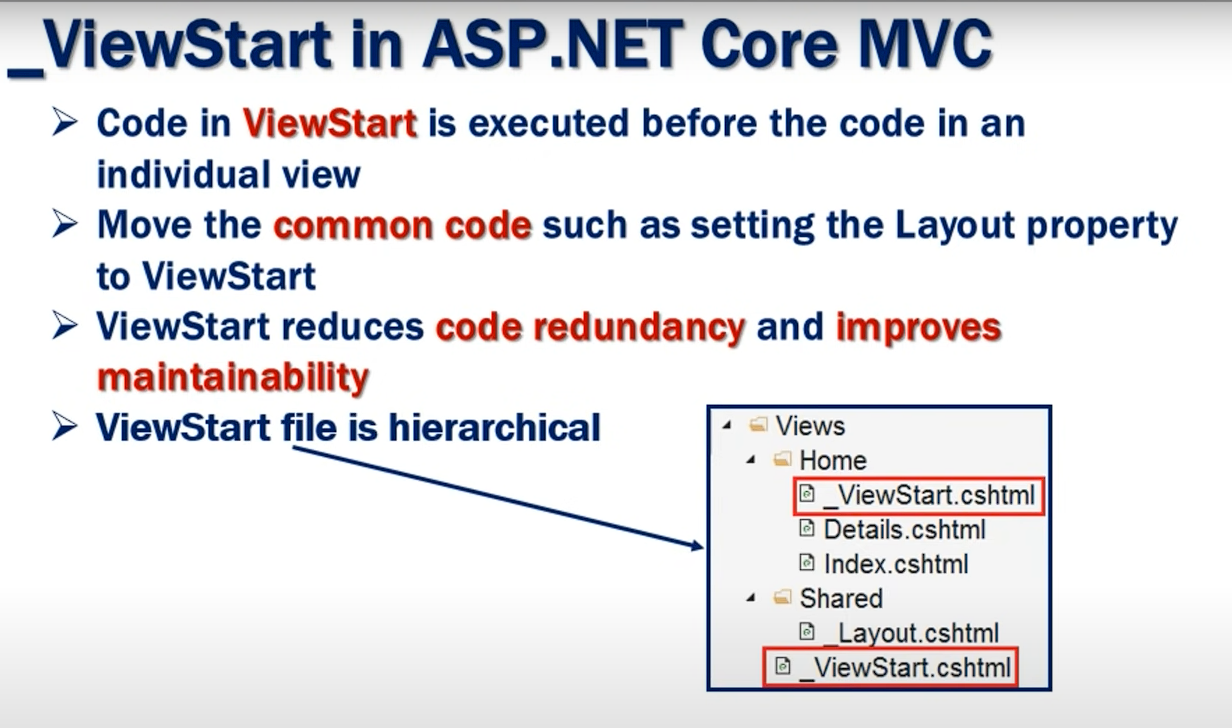 _ViewStart in ASP.NET Core MVC
Code in ViewStart is executed before the code in an
individual view
Move the common code such as setting the Layout property
to ViewStart
ViewStart reduces code redundancy and improves
maintainability
ViewStart file is hierarchical
Views
Home
_ViewStart.cshtml
Details.cshtml
Index.cshtml
Shared
_Layout.cshtml
_ViewStart.cshtml